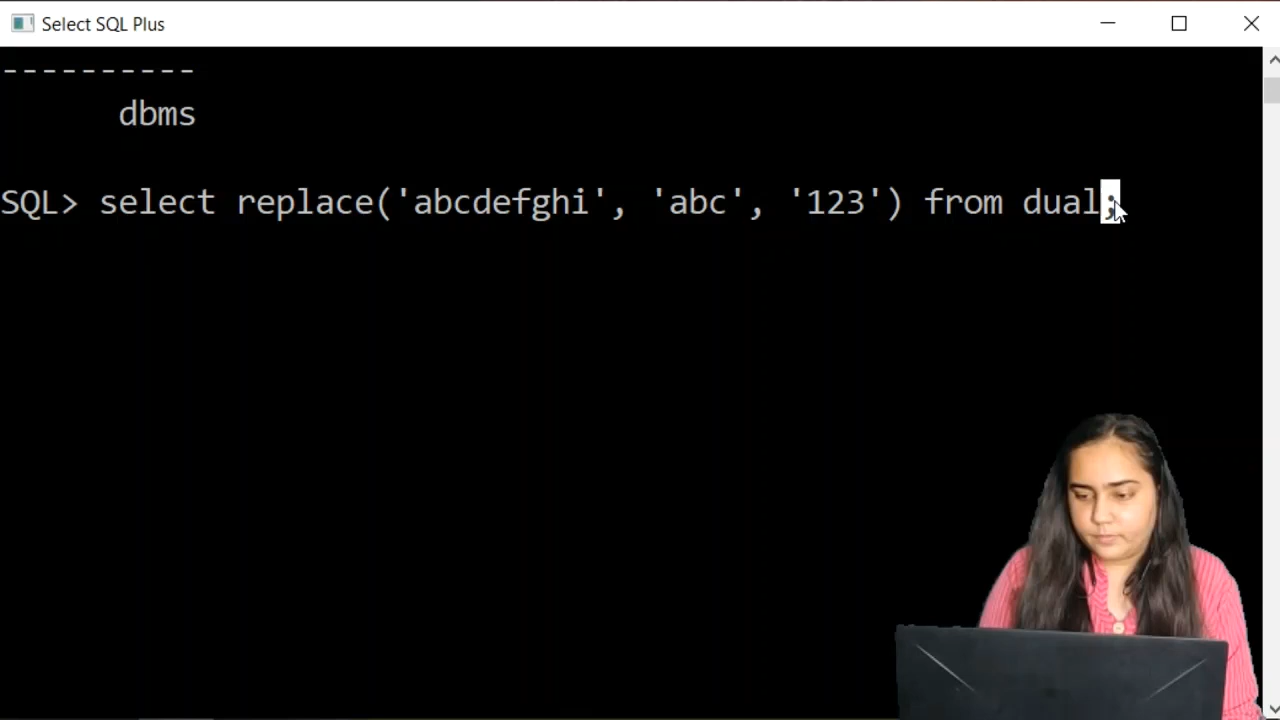 Select SQL Plus
----------
dbms
SQL> select replace('abcdefghi', 'abc', '123') from dual;